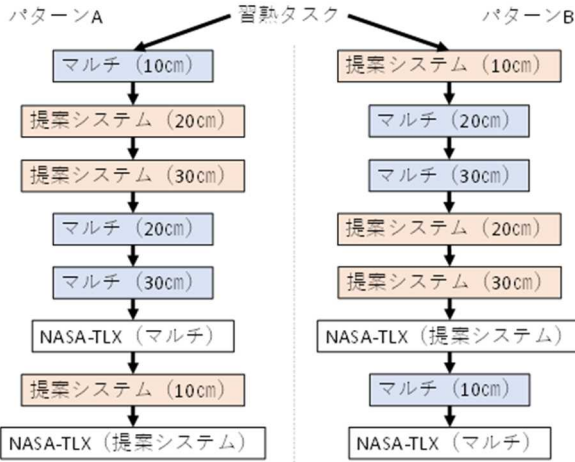 パターンA
習熟タスク
パターンB
マルチ（10㎝）
提案システム（20㎝）
提案システム（30㎝）
マルチ（20㎝）
マルチ（30㎝）
NASA-TLX（マルチ）
提案システム（10㎝）
NASA-TLX（提案システム）
提案システム（10㎝）
マルチ（20㎝）
マルチ（30㎝）
提案システム（20㎝）
提案システム（30㎝）
NASA-TLX（提案システム）
マルチ（10㎝）
NASA-TLX（マルチ）